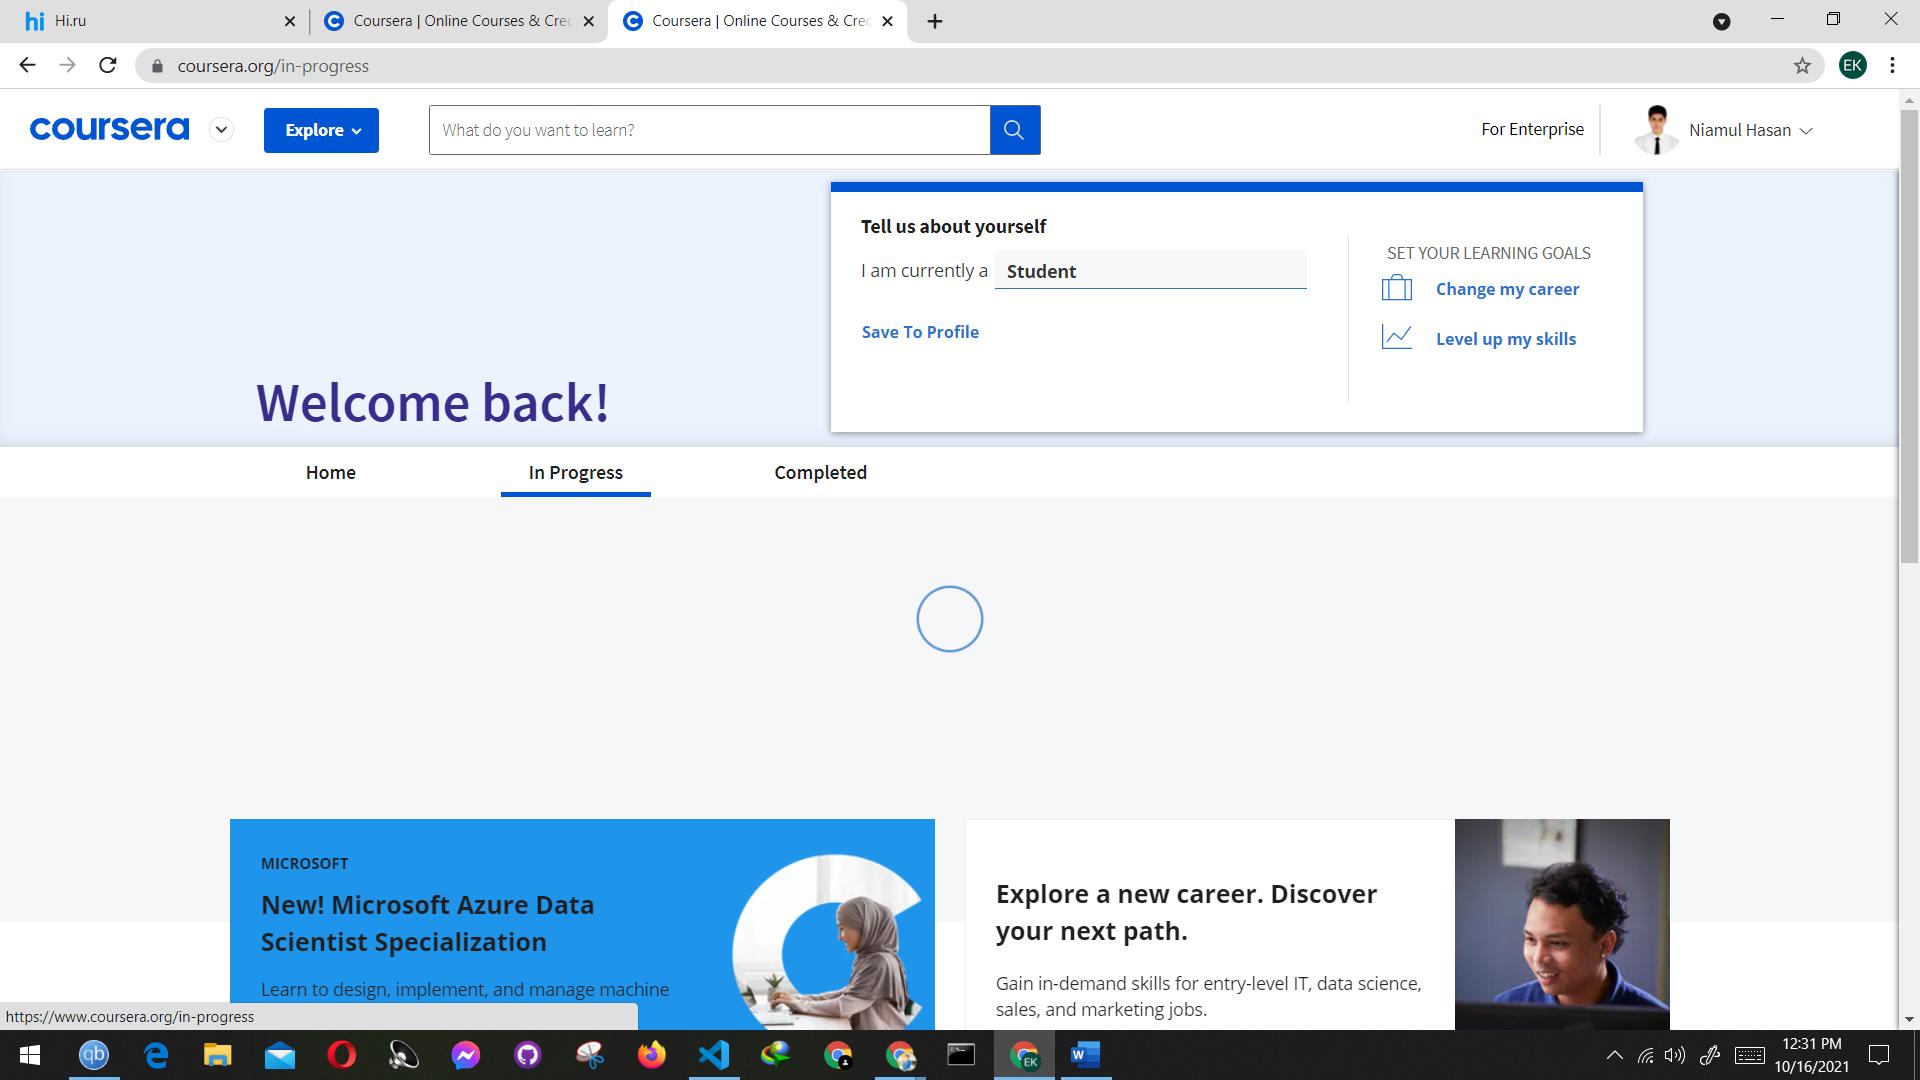 hi Hi.ru
Coursera | Online Courses & Cre
Coursera | Online Courses & Cre
coursera.org/in-progress
EK
coursera
Explore
What do you want to learn?
For Enterprise
Niamul Hasan
Tell us about yourself
I am currently a Student
Save To Profile
SET YOUR LEARNING GOALS
Change my career
Level up my skills
Welcome back!
Home
In Progress
Completed
MICROSOFT
New! Microsoft Azure Data
Scientist Specialization
Learn to design, implement, and manage machine
Explore a new career. Discover
your next path.
Gain in-demand skills for entry-level IT, data science,
sales, and marketing jobs.
https://www.coursera.org/in-progress
qb
EK
W
12:31 PM
10/16/2021